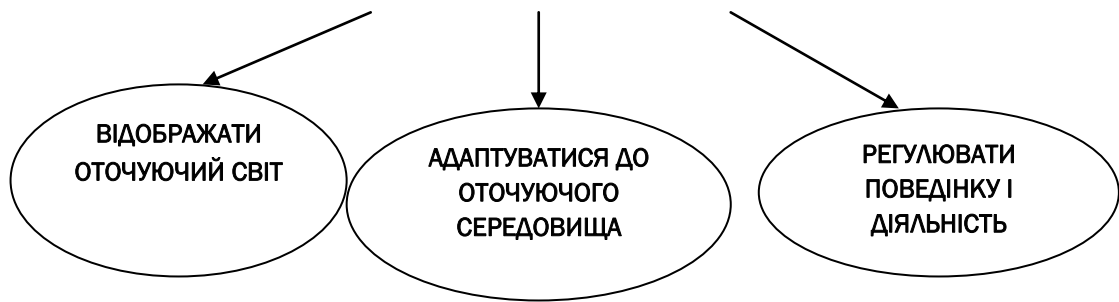 ВІДОБРАЖАТИ
ОТОЧУЮЧИЙ СВІТ
АДАПТУВАТИСЯ ДО
ОТОЧУЮЧОГО
СЕРЕДОВИЩА
РЕГУЛЮВАТИ
ПОВЕДІНКУ І
ДІЯЛЬНІСТЬ